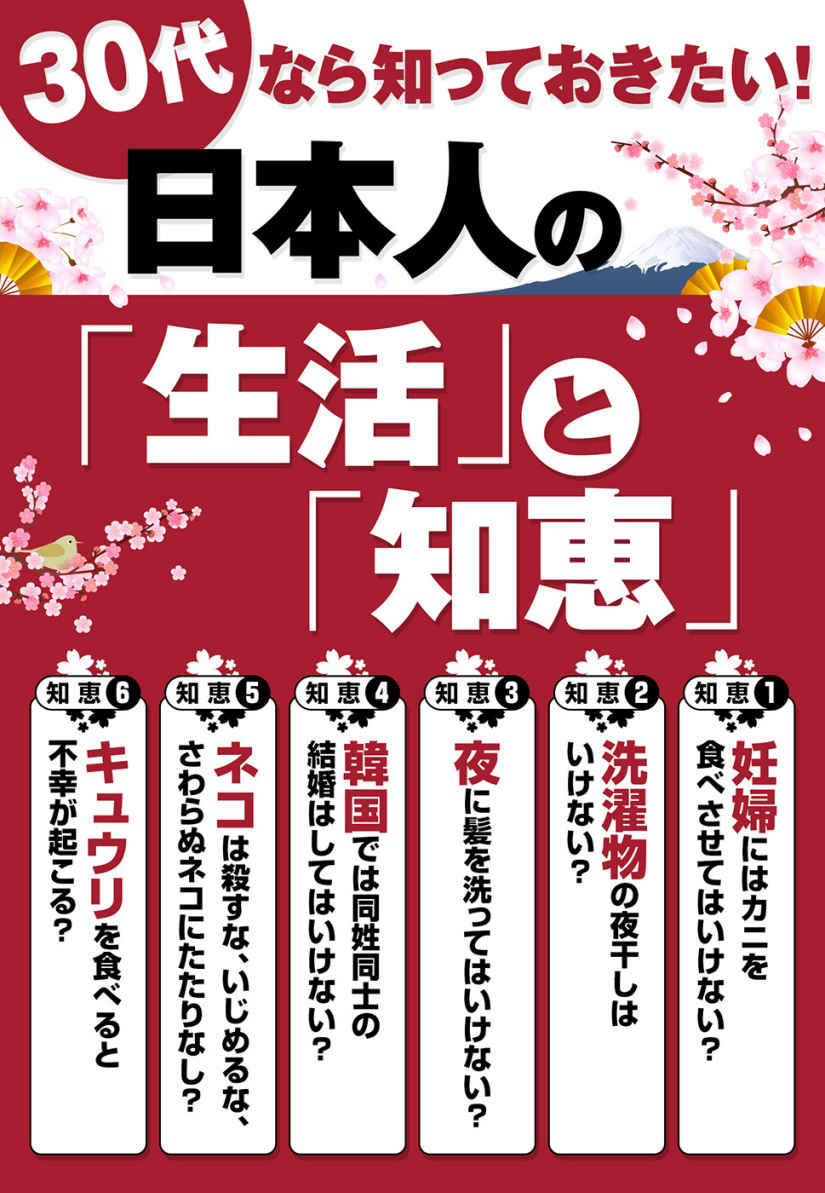 30代なら知っておきたい!
日本人の
「生活」と
「知恵」
知恵1
妊婦にはカニを
食べさせてはいけない?
知恵2
洗濯物の夜干しは
いけない?
知恵3
夜に髪を洗ってはいけない?
知恵4
韓国では同姓同士の
結婚はしてはいけない?
知恵5
ネコは殺すな、いじめるな、
さわらぬネコにたたりなし?
知恵6
キュウリを食べると
不幸が起こる?